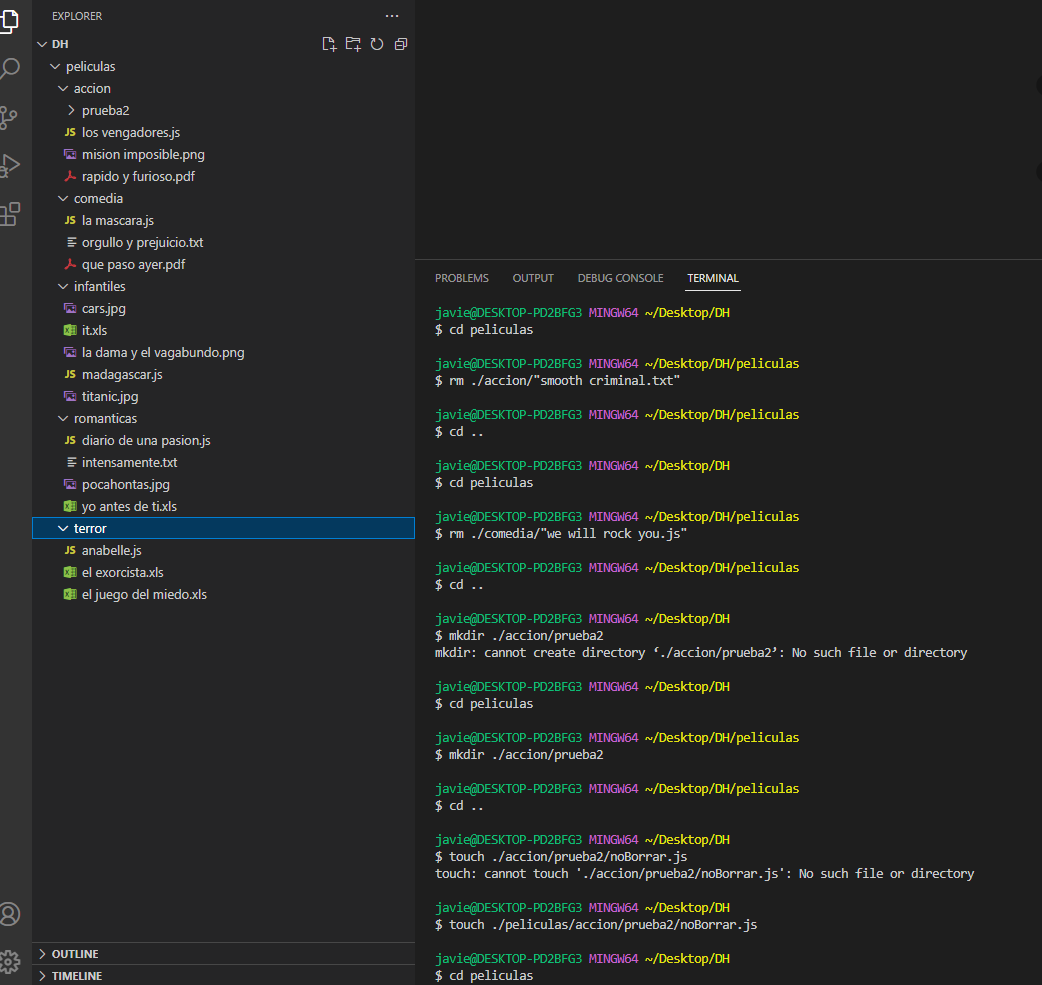 EXPLORER
DH
peliculas
accion
prueba2
JS los vengadores.js
mision imposible.png
rapido y furioso.pdf
comedia
JS la mascara.js
orgullo y prejuicio.txt
que paso ayer.pdf
infantiles
cars.jpg
it.xls
la dama y el vagabundo.png
JS madagascar.js
titanic.jpg
romanticas
JS diario de una pasion.js
intensamente.txt
pocahontas.jpg
yo antes de ti.xls
terror
JS anabelle.js
el exorcista.xls
el juego del miedo.xls
OUTLINE
TIMELINE
PROBLEMS OUTPUT DEBUG CONSOLE TERMINAL
javie@DESKTOP-PD2BFG3 MINGW64 ~/Desktop/DH
$ cd peliculas
javie@DESKTOP-PD2BFG3 MINGW64 ~/Desktop/DH/peliculas
$ rm ./accion/"smooth criminal.txt"
javie@DESKTOP-PD2BFG3 MINGW64 ~/Desktop/DH/peliculas
$ cd ..
javie@DESKTOP-PD2BFG3 MINGW64 ~/Desktop/DH
$ cd peliculas
javie@DESKTOP-PD2BFG3 MINGW64 ~/Desktop/DH/peliculas
$ rm ./comedia/"we will rock you.js"
javie@DESKTOP-PD2BFG3 MINGW64 ~/Desktop/DH/peliculas
$ cd ..
javie@DESKTOP-PD2BFG3 MINGW64 ~/Desktop/DH
$ mkdir ./accion/prueba2
mkdir: cannot create directory ‘./accion/prueba2’: No such file or directory
javie@DESKTOP-PD2BFG3 MINGW64 ~/Desktop/DH
$ cd peliculas
javie@DESKTOP-PD2BFG3 MINGW64 ~/Desktop/DH/peliculas
$ mkdir ./accion/prueba2
javie@DESKTOP-PD2BFG3 MINGW64 ~/Desktop/DH/peliculas
$ cd ..
javie@DESKTOP-PD2BFG3 MINGW64 ~/Desktop/DH
$ touch ./accion/prueba2/noBorrar.js
touch: cannot touch './accion/prueba2/noBorrar.js': No such file or directory
javie@DESKTOP-PD2BFG3 MINGW64 ~/Desktop/DH
$ touch ./peliculas/accion/prueba2/noBorrar.js
javie@DESKTOP-PD2BFG3 MINGW64 ~/Desktop/DH
$ cd peliculas